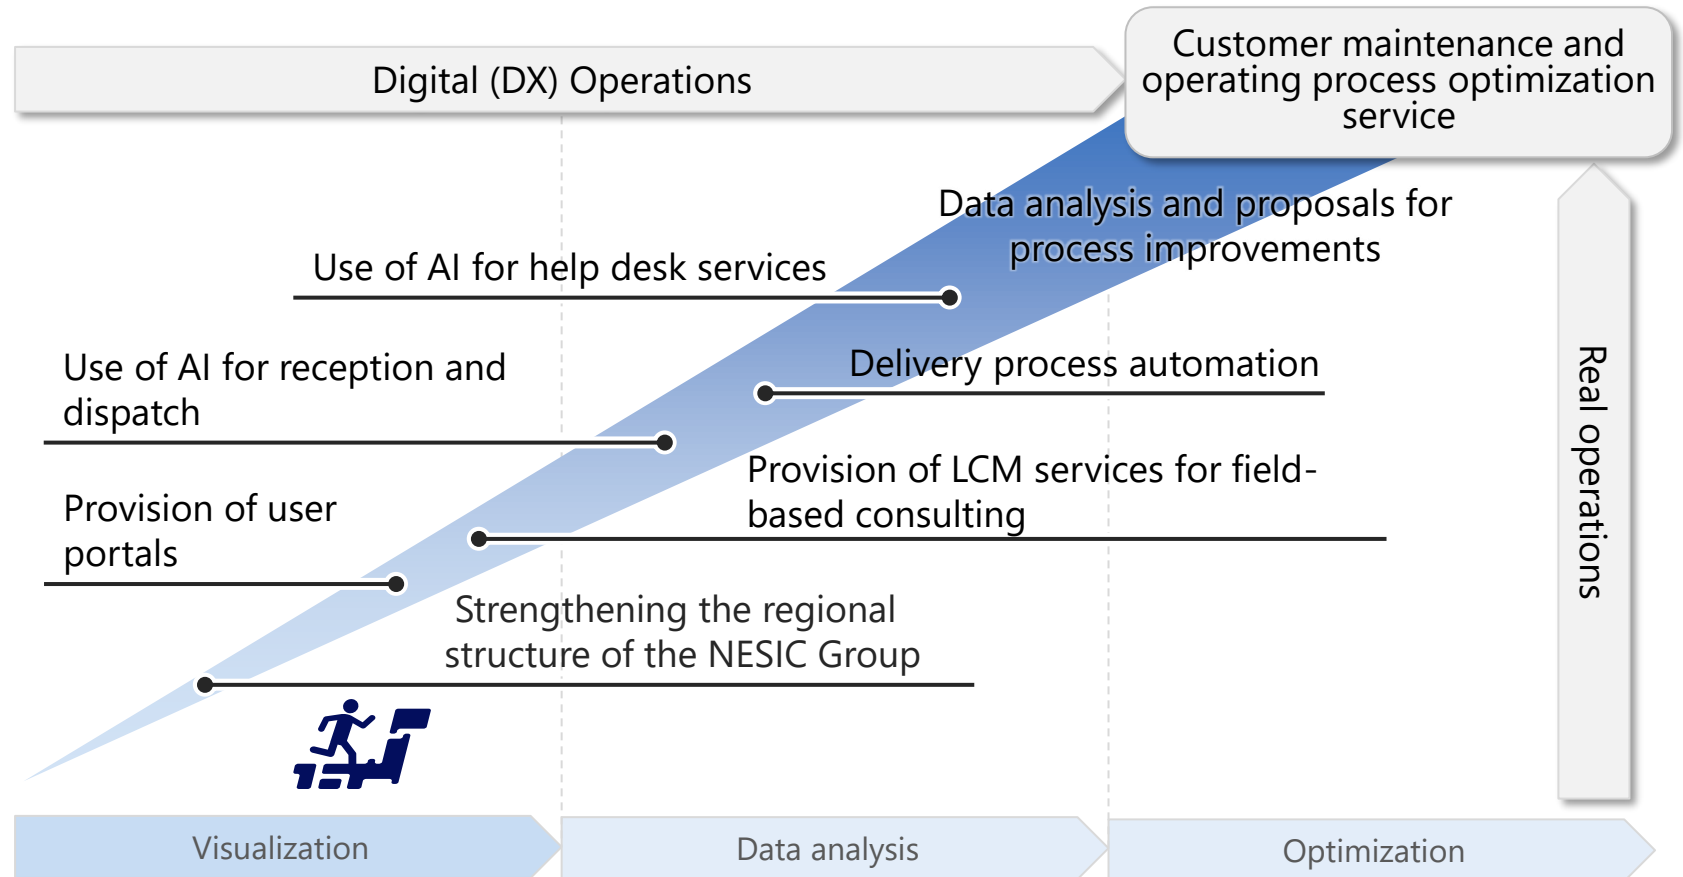 Digital (DX) Operations
Customer maintenance and
operating process optimization
service
Data analysis and proposals for
process improvements
Use of AI for help desk services
Use of AI for reception and
dispatch
Delivery process automation
Provision of LCM services for field-
based consulting
Provision of user
portals
Strengthening the regional
structure of the NESIC Group
Real operations
Visualization
Data analysis
Optimization